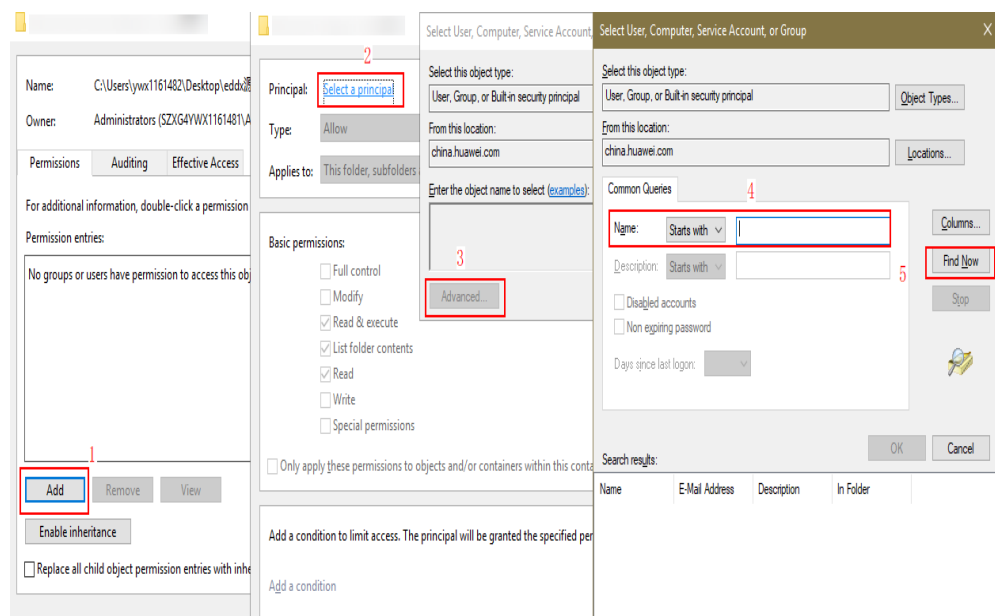 Name: C:\Users\ywx1161482\Desktop\eddx源
Owner: Administrators (SZXG4YWX1161481\A
Permissions Auditing Effective Access
For additional information, double-click a permission
Permission entries:
No groups or users have permission to access this obj
1
Add Remove View
Enable inheritance
Replace all child object permission entries with inhe
2
Principal: Select a principal
Type: Allow
Applies to: This folder, subfolders
Basic permissions:
Full control
Modify
Read & execute
List folder contents
Read
Write
Special permissions
Only apply these permissions to objects and/or containers within this conta
Add a condition to limit access. The principal will be granted the specified per
Add a condition
Select User, Computer, Service Account,
Select this object type:
User, Group, or Built-in security principal
From this location:
china.huawei.com
Enter the object name to select (examples):
3
Advanced...
Select User, Computer, Service Account, or Group X
Select this object type:
User, Group, or Built-in security principal Object Types...
From this location:
china.huawei.com Locations...
Common Queries
4
Name: Starts with Columns...
Description: Starts with 5 Find Now
Disabled accounts Stop
Non expiring password
Days since last logon:
OK Cancel
Search results:
Name E-Mail Address Description In Folder